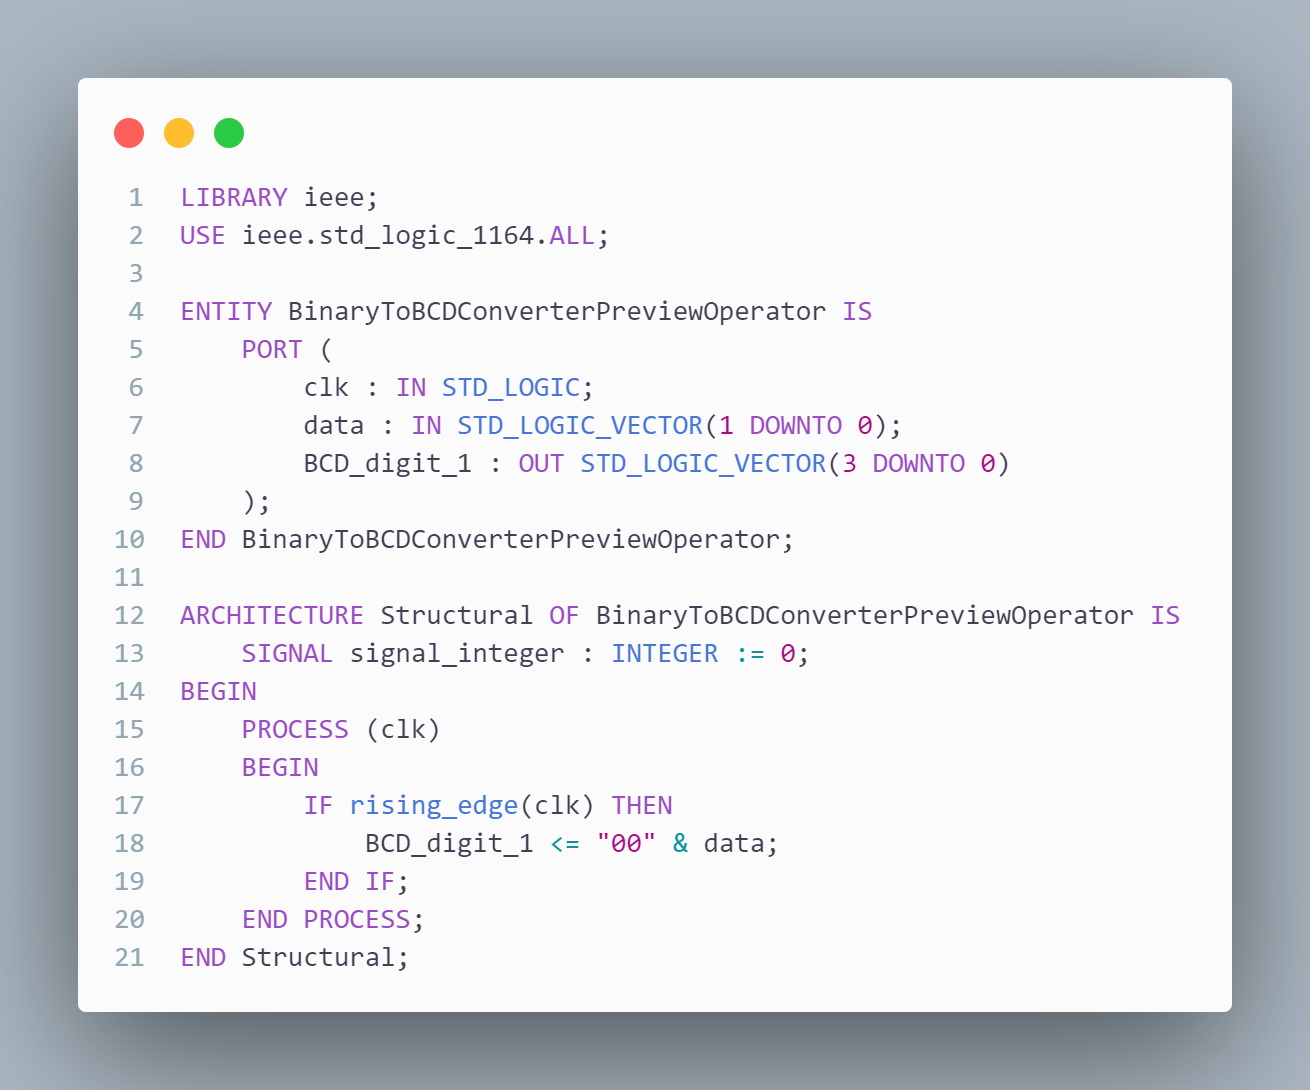 1 LIBRARY ieee;
2 USE ieee.std_logic_1164.ALL;
3
4 ENTITY BinaryToBCDConverterPreviewOperator IS
5     PORT (
6         clk : IN STD_LOGIC;
7         data : IN STD_LOGIC_VECTOR(1 DOWNTO 0);
8         BCD_digit_1 : OUT STD_LOGIC_VECTOR(3 DOWNTO 0)
9     );
10 END BinaryToBCDConverterPreviewOperator;
11
12 ARCHITECTURE Structural OF BinaryToBCDConverterPreviewOperator IS
13     SIGNAL signal_integer : INTEGER := 0;
14 BEGIN
15     PROCESS (clk)
16     BEGIN
17         IF rising_edge(clk) THEN
18             BCD_digit_1 <= "00" & data;
19         END IF;
20     END PROCESS;
21 END Structural;